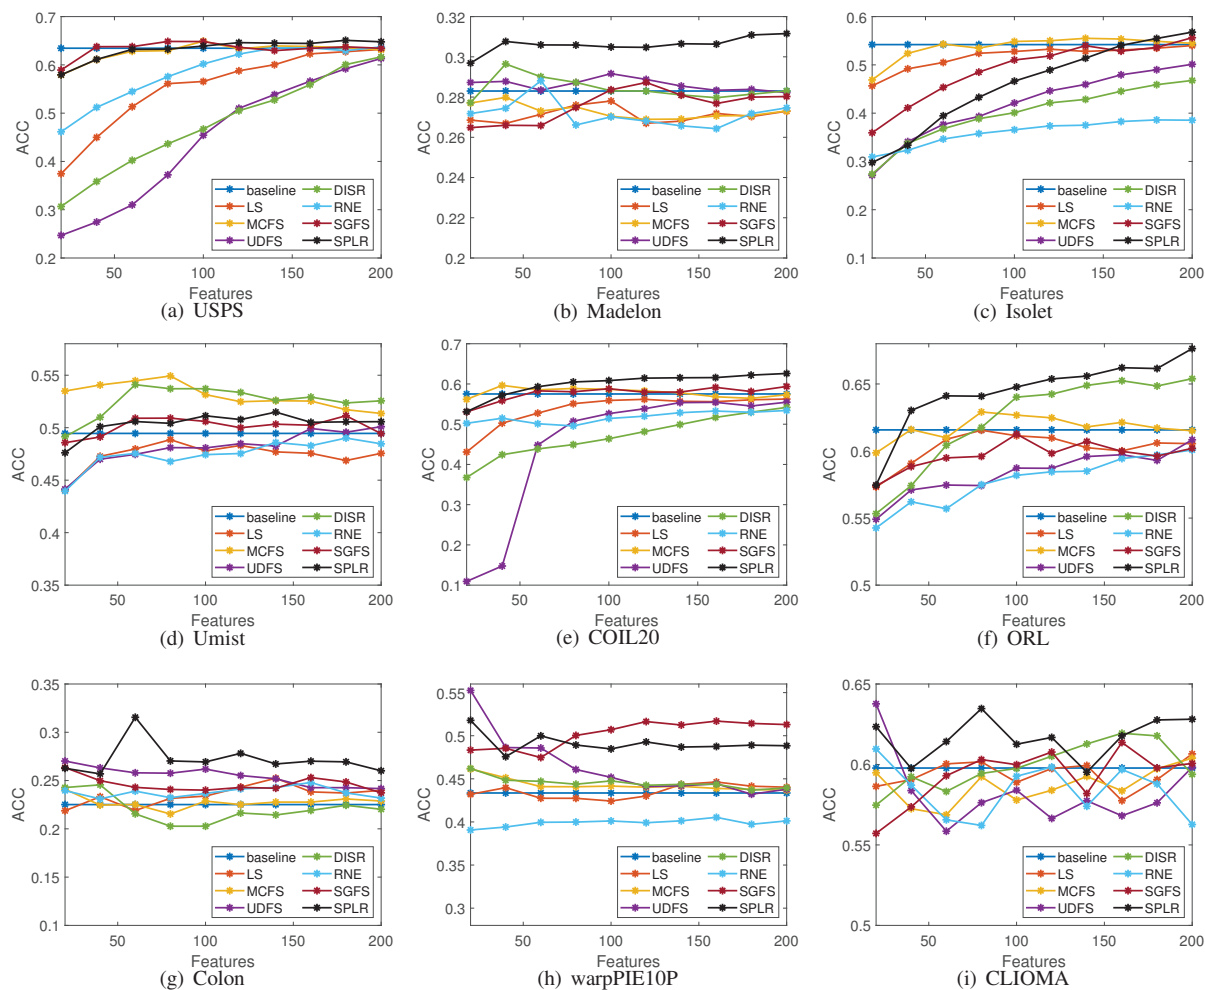 0.7
0.6
0.5
0.4
0.3
0.2
ACC
50 100 150 200
Features
baseline DISR
LS RNE
MCFS SGFS
UDFS SPLR
(a) USPS
0.32
0.3
0.28
0.26
0.24
0.22
0.2
ACC
50 100 150 200
Features
baseline DISR
LS RNE
MCFS SGFS
UDFS SPLR
(b) Madelon
0.6
0.5
0.4
0.3
0.2
0.1
ACC
50 100 150 200
Features
baseline DISR
LS RNE
MCFS SGFS
UDFS SPLR
(c) Isolet
0.55
0.5
0.45
0.4
0.35
ACC
50 100 150 200
Features
baseline DISR
LS RNE
MCFS SGFS
UDFS SPLR
(d) Umist
0.7
0.6
0.5
0.4
0.3
0.2
0.1
ACC
50 100 150 200
Features
baseline DISR
LS RNE
MCFS SGFS
UDFS SPLR
(e) COIL20
0.65
0.6
0.55
0.5
ACC
50 100 150 200
Features
baseline DISR
LS RNE
MCFS SGFS
UDFS SPLR
(f) ORL
0.35
0.3
0.25
0.2
0.15
0.1
ACC
50 100 150 200
Features
baseline DISR
LS RNE
MCFS SGFS
UDFS SPLR
(g) Colon
0.55
0.5
0.45
0.4
0.35
0.3
ACC
50 100 150 200
Features
baseline DISR
LS RNE
MCFS SGFS
UDFS SPLR
(h) warpPIE10P
0.65
0.6
0.55
0.5
ACC
50 100 150 200
Features
baseline DISR
LS RNE
MCFS SGFS
UDFS SPLR
(i) CLIOMA